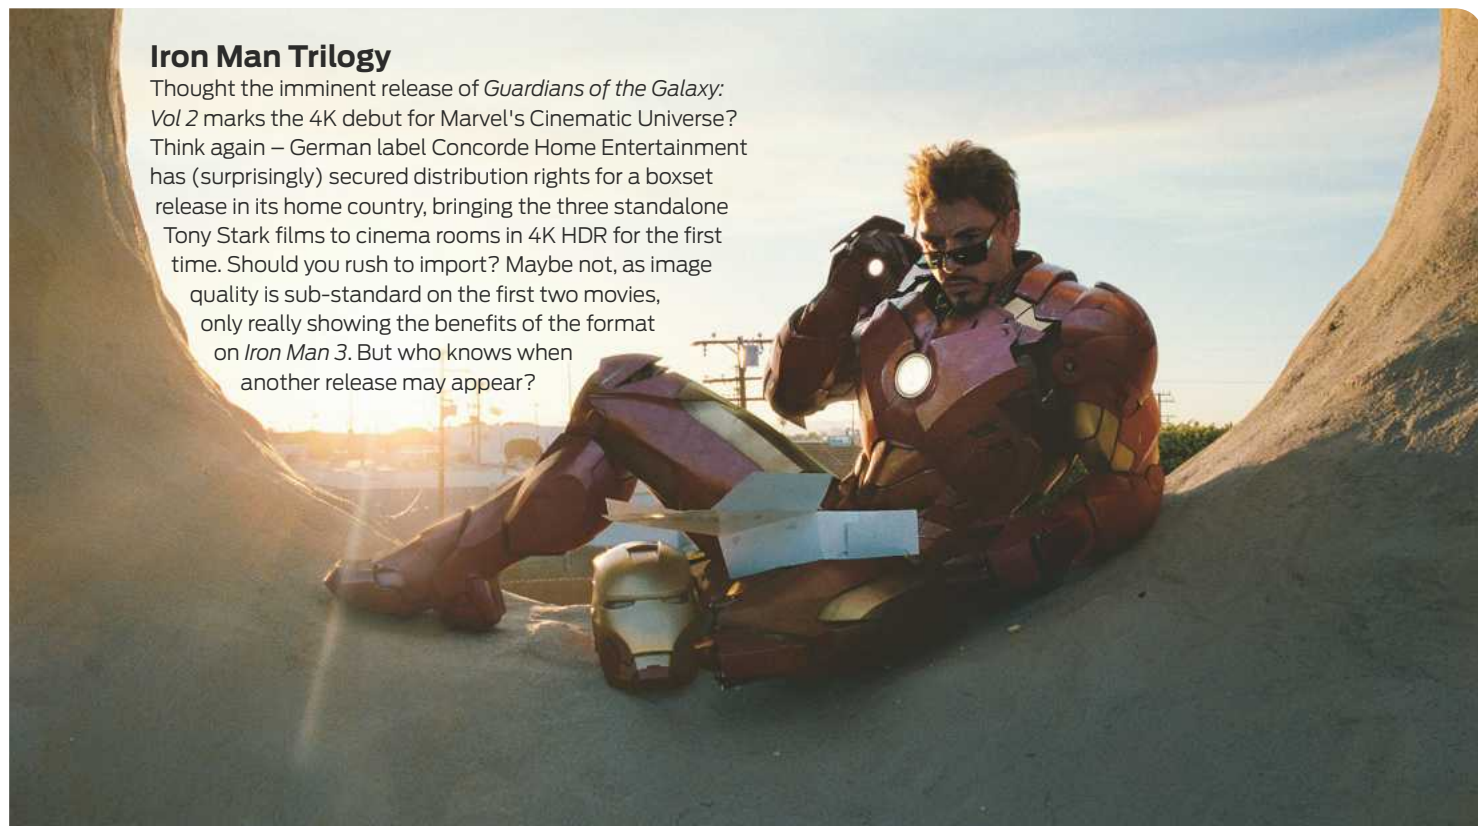 Iron Man Trilogy
Thought the imminent release of Guardians of the Galaxy:
Vol 2 marks the 4K debut for Marvel's Cinematic Universe?
Think again – German label Concorde Home Entertainment
has (surprisingly) secured distribution rights for a boxset
release in its home country, bringing the three standalone
Tony Stark films to cinema rooms in 4K HDR for the first
time. Should you rush to import? Maybe not, as image
quality is sub-standard on the first two movies,
only really showing the benefits of the format
on Iron Man 3. But who knows when
another release may appear?